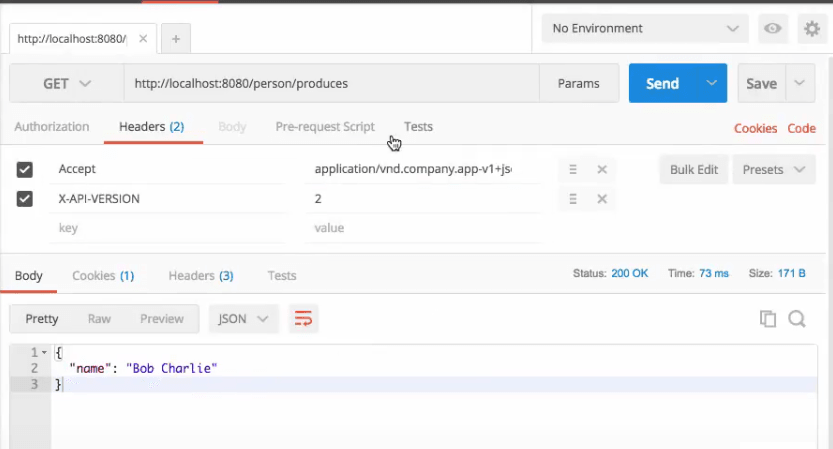 http://localhost:8080/
No Environment
GET http://localhost:8080/person/produces Params Send Save
Authorization Headers (2) Body Pre-request Script Tests Cookies Code
Accept application/vnd.company.app-v1+js Bulk Edit Presets
X-API-VERSION 2
key value
Body Cookies (1) Headers (3) Tests Status: 200 OK Time: 73 ms Size: 171 B
Pretty Raw Preview JSON
1 {
2 "name": "Bob Charlie"
3 }